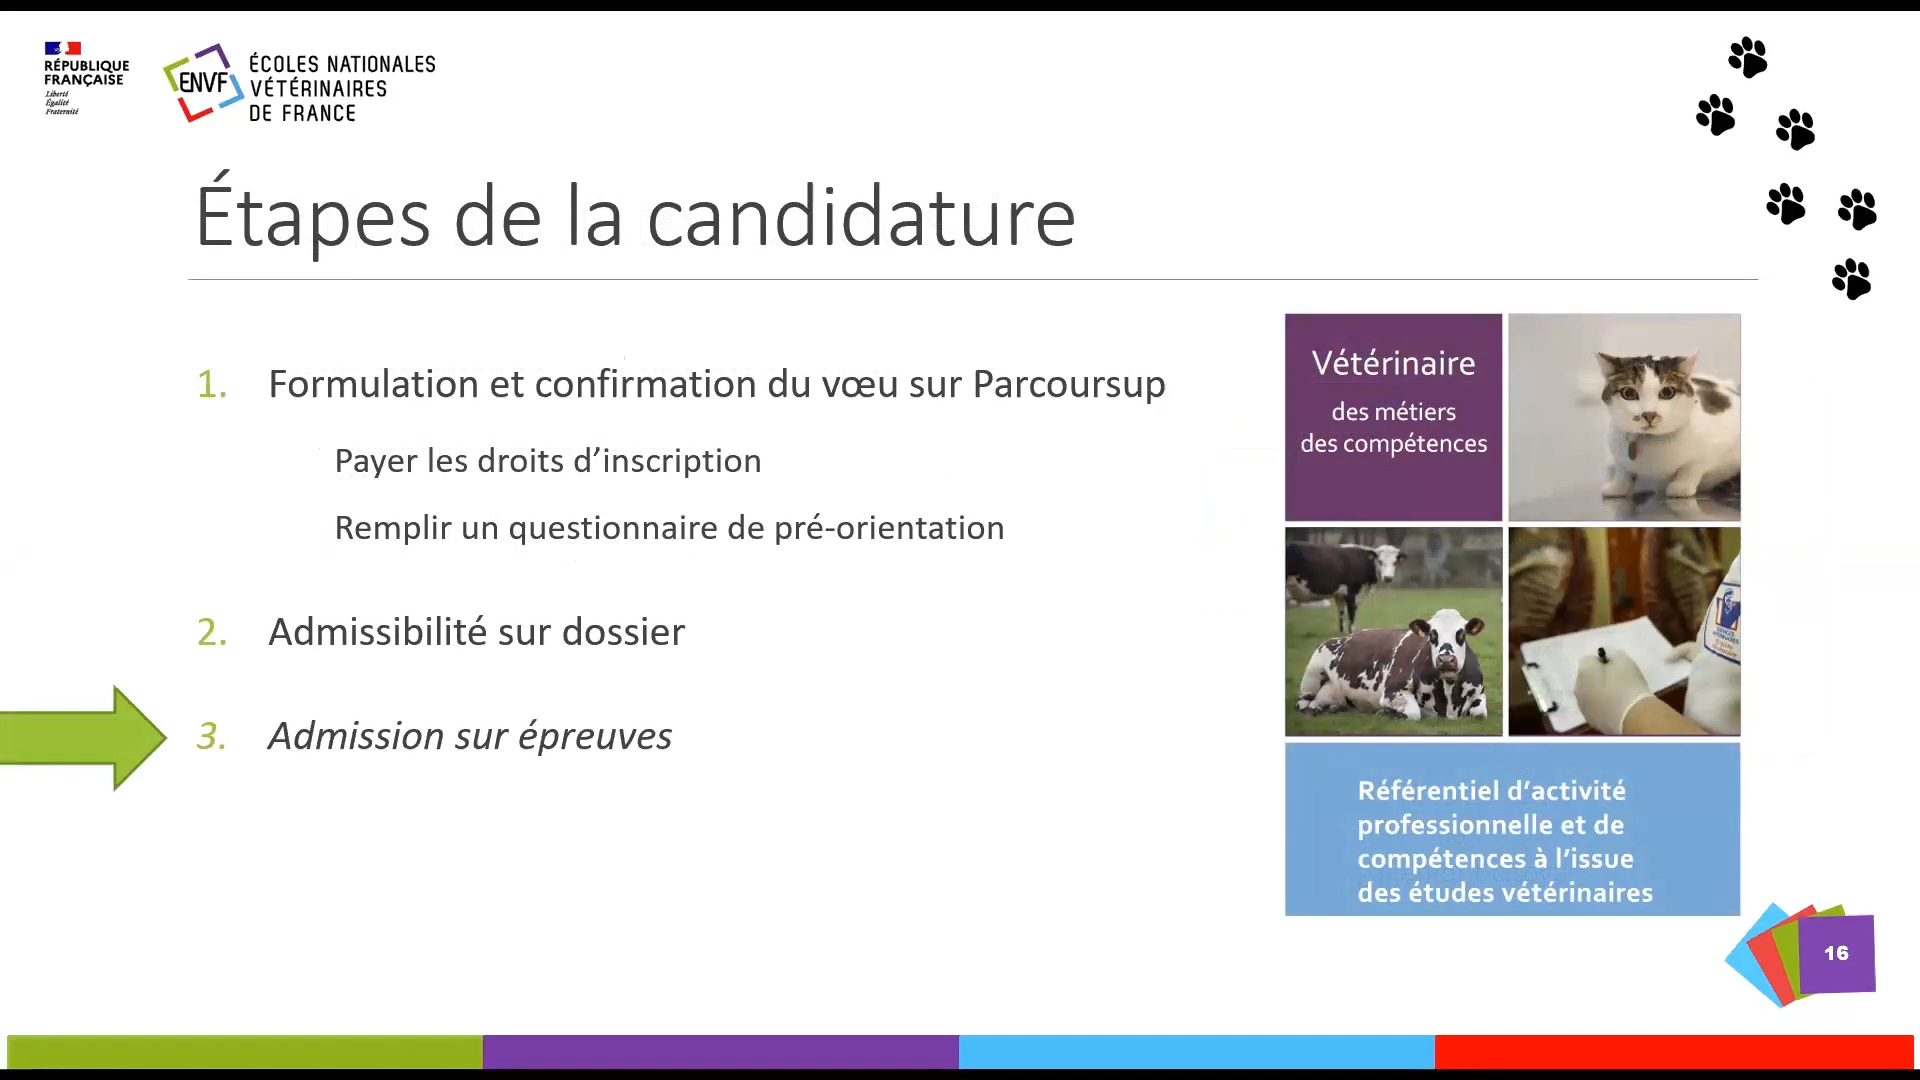 RÉPUBLIQUE
FRANÇAISE
Liberté
Égalité
Fraternité
ENVF
ÉCOLES NATIONALES
VÉTÉRINAIRES
DE FRANCE
Étapes de la candidature
1. Formulation et confirmation du vœu sur Parcoursup
Payer les droits d’inscription
Remplir un questionnaire de pré-orientation
2. Admissibilité sur dossier
3. Admission sur épreuves
Vétérinaire
des métiers
des compétences
Référentiel d’activité
professionnelle et de
compétences à l’issue
des études vétérinaires
16